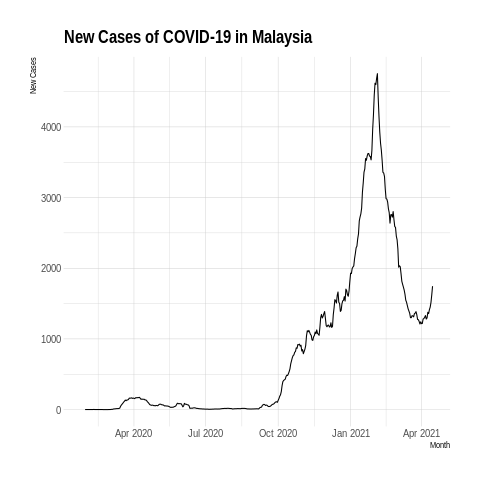 New Cases of COVID-19 in Malaysia
New Cases
4000
3000
2000
1000
0
Apr 2020 Jul 2020 Oct 2020 Jan 2021 Apr 2021
Month